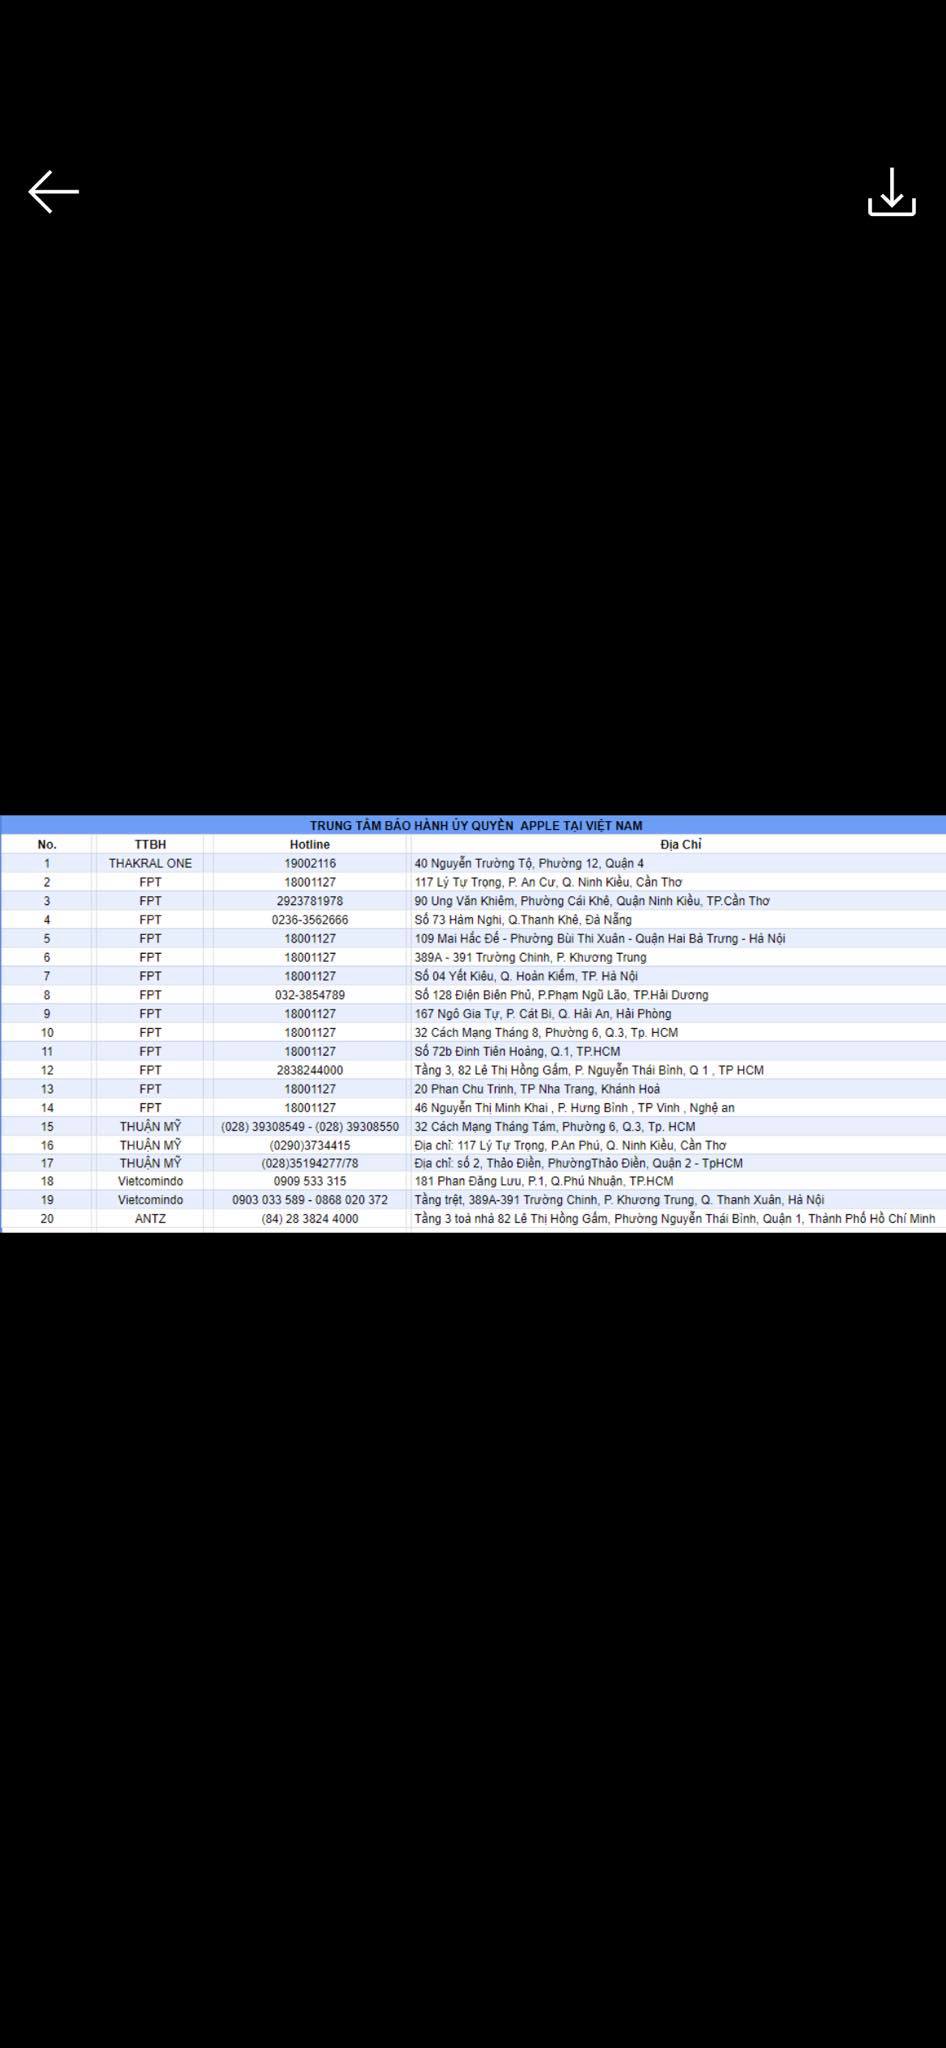 TRUNG TÂM BẢO HÀNH ỦY QUYỀN APPLE TẠI VIỆT NAM
No. TTBH Hotline Địa Chỉ
1 THAKRAL ONE 19002116 40 Nguyễn Trường Tộ, Phường 12, Quận 4
2 FPT 18001127 117 Lý Tự Trọng, P. An Cư, Q. Ninh Kiều, Cần Thơ
3 FPT 2923781978 90 Ung Văn Khiêm, Phường Cái Khế, Quận Ninh Kiều, TP.Cần Thơ
4 FPT 0236-3562666 Số 73 Hàm Nghi, Q.Thanh Khê, Đà Nẵng
5 FPT 18001127 109 Mai Hắc Đế - Phường Bùi Thị Xuân - Quận Hai Bà Trưng - Hà Nội
6 FPT 18001127 389A - 391 Trường Chinh, P. Khương Trung
7 FPT 18001127 Số 04 Yết Kiêu, Q. Hoàn Kiếm, TP. Hà Nội
8 FPT 032-3854789 Số 128 Điện Biên Phủ, P.Phạm Ngũ Lão, TP.Hải Dương
9 FPT 18001127 167 Ngô Gia Tự, P. Cát Bi, Q. Hải An, Hải Phòng
10 FPT 18001127 32 Cách Mạng Tháng 8, Phường 6, Q.3, Tp. HCM
11 FPT 18001127 Số 72b Đinh Tiên Hoàng, Q.1, TP.HCM
12 FPT 2838244000 Tầng 3, 82 Lê Thị Hồng Gấm, P. Nguyễn Thái Bình, Q 1 , TP HCM
13 FPT 18001127 20 Phan Chu Trinh, TP Nha Trang, Khánh Hoà
14 FPT 18001127 46 Nguyễn Thị Minh Khai , P. Hưng Bình , TP Vinh , Nghệ an
15 THUẬN MỸ (028) 39308549 - (028) 39308550 32 Cách Mạng Tháng Tám, Phường 6, Q.3, Tp. HCM
16 THUẬN MỸ (0290)3734415 Địa chỉ: 117 Lý Tự Trọng, P.An Phú, Q. Ninh Kiều, Cần Thơ
17 THUẬN MỸ (028)35194277/78 Địa chỉ: số 2, Thảo Điền, PhườngThảo Điền, Quận 2 - TpHCM
18 Vietcomindo 0909 533 315 181 Phan Đăng Lưu, P.1, Q.Phú Nhuận, TP.HCM
19 Vietcomindo 0903 033 589 - 0868 020 372 Tầng trệt, 389A-391 Trường Chinh, P. Khương Trung, Q. Thanh Xuân, Hà Nội
20 ANTZ (84) 28 3824 4000 Tầng 3 toà nhà 82 Lê Thị Hồng Gấm, Phường Nguyễn Thái Bình, Quận 1, Thành Phố Hồ Chí Minh